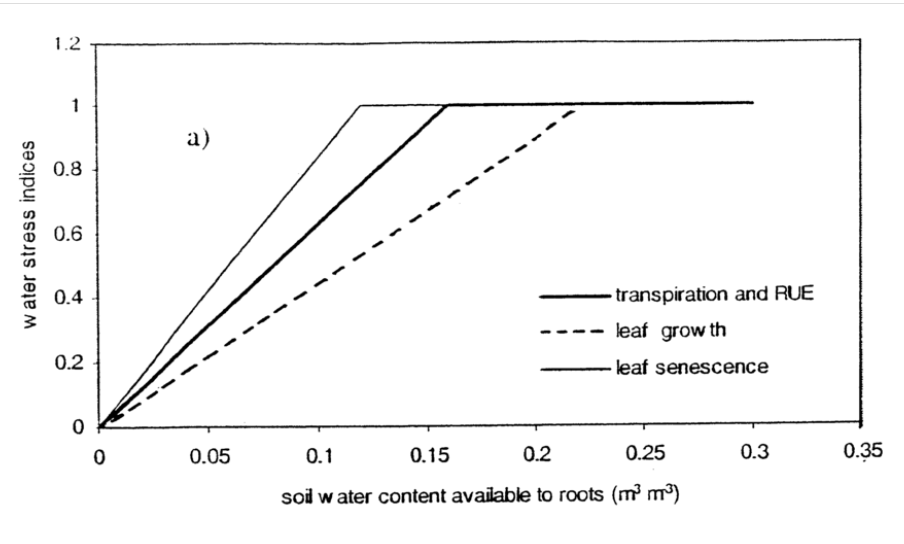 1.2
1
0.8
0.6
0.4
0.2
0
a)
water stress indices
transpiration and RUE
leaf growth
leaf senescence
0 0.05 0.1 0.15 0.2 0.25 0.3 0.35
soil water content available to roots (m³ m³)